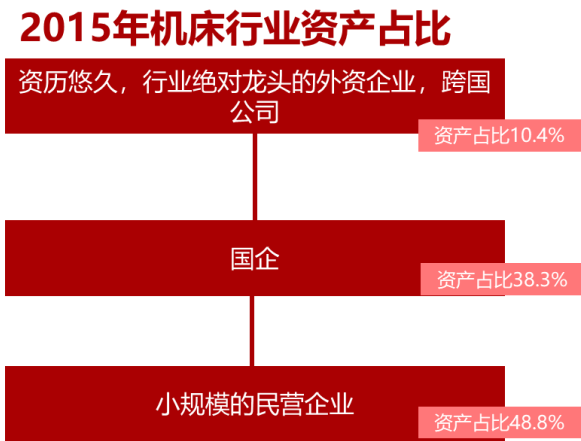 2015年机床行业资产占比
资历悠久，行业绝对龙头的外资企业，跨国
公司
资产占比10.4%
国企
资产占比38.3%
小规模的民营企业
资产占比48.8%